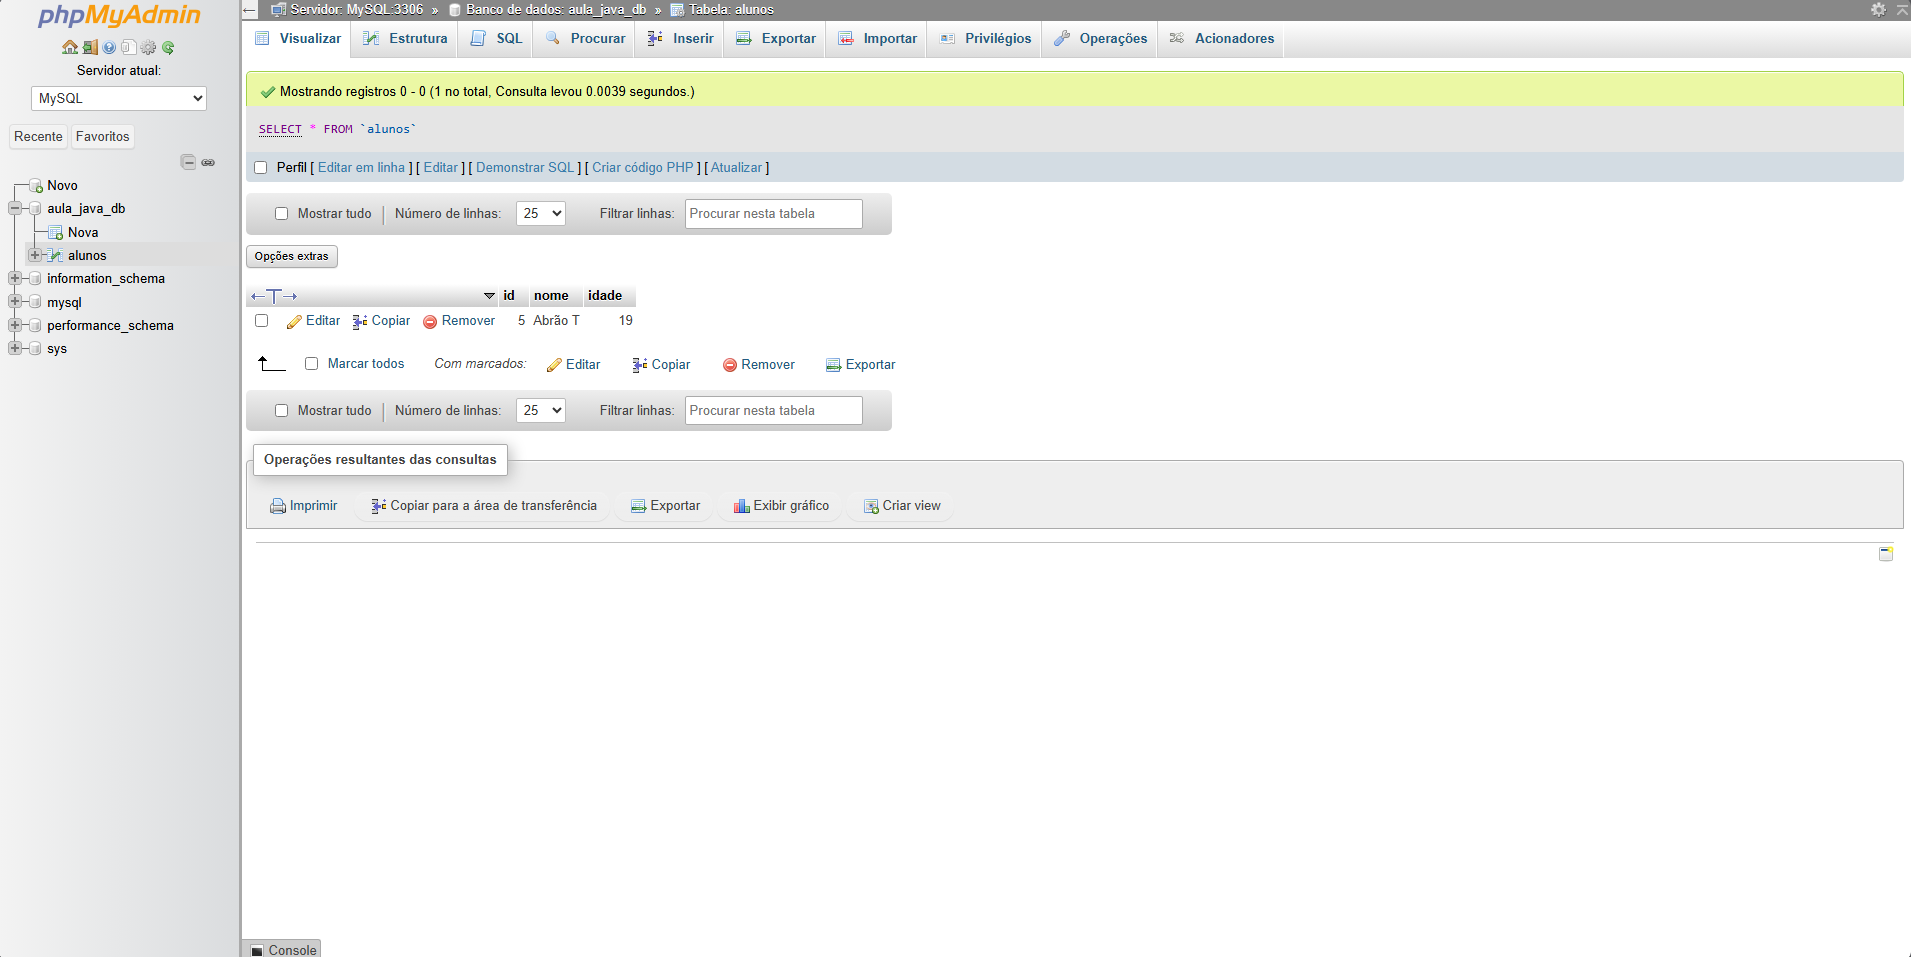 phpMyAdmin
Servidor atual:
MySQL
Recente Favoritos
Novo
aula_java_db
Nova
alunos
information_schema
mysql
performance_schema
sys
Servidor: MySQL:3306 » Banco de dados: aula_java_db » Tabela: alunos
Visualizar Estrutura SQL Procurar Inserir Exportar Importar Privilégios Operações Acionadores
Mostrando registros 0 - 0 (1 no total, Consulta levou 0.0039 segundos.)
SELECT * FROM `alunos`
Perfil [ Editar em linha ] [ Editar ] [ Demonstrar SQL ] [ Criar código PHP ] [ Atualizar ]
Mostrar tudo Número de linhas: 25 Filtrar linhas: Procurar nesta tabela
Opções extras
id nome idade
Editar Copiar Remover 5 Abrão T 19
Marcar todos Com marcados: Editar Copiar Remover Exportar
Mostrar tudo Número de linhas: 25 Filtrar linhas: Procurar nesta tabela
Operações resultantes das consultas
Imprimir Copiar para a área de transferência Exportar Exibir gráfico Criar view
Console